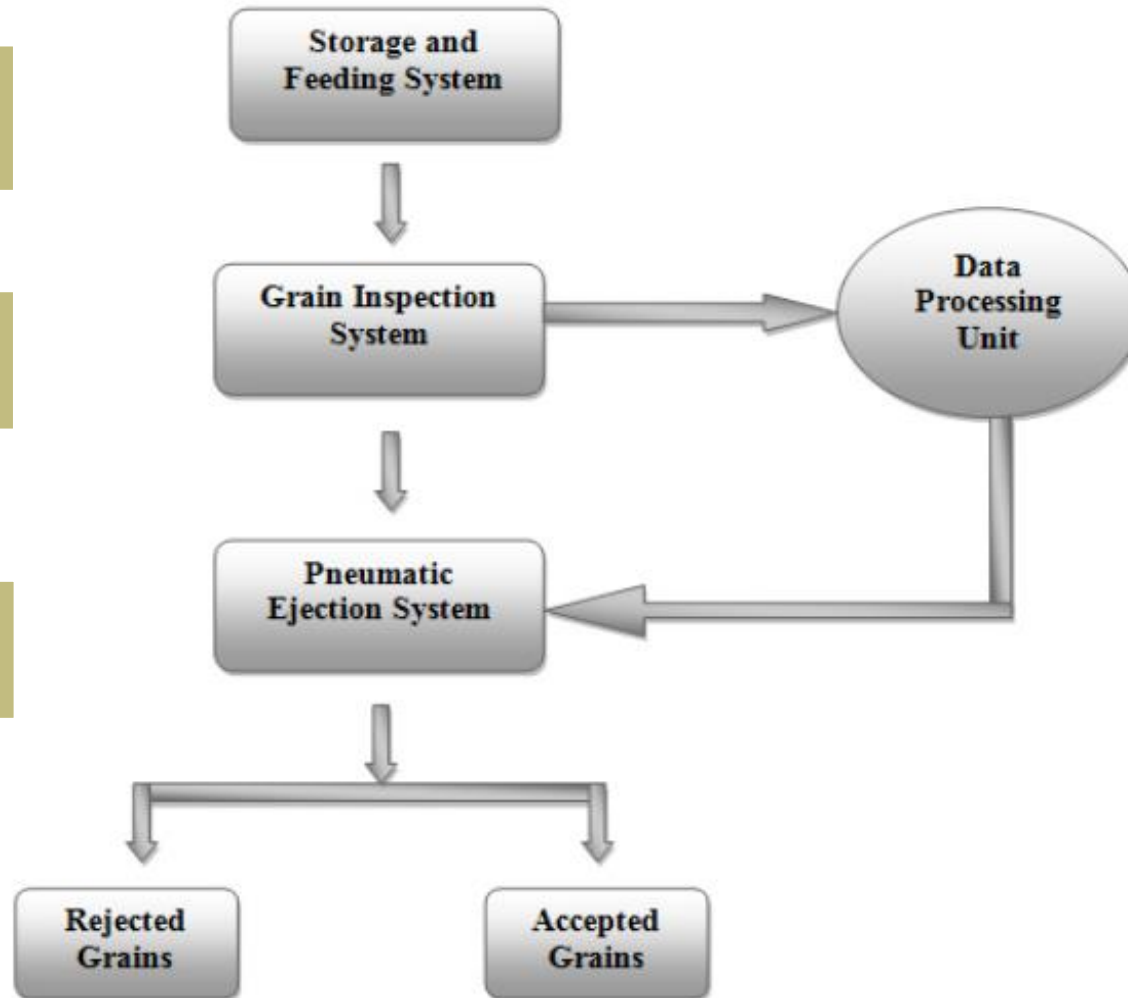 Storage and
Feeding System
Grain Inspection
System
Data
Processing
Unit
Pneumatic
Ejection System
Rejected
Grains
Accepted
Grains